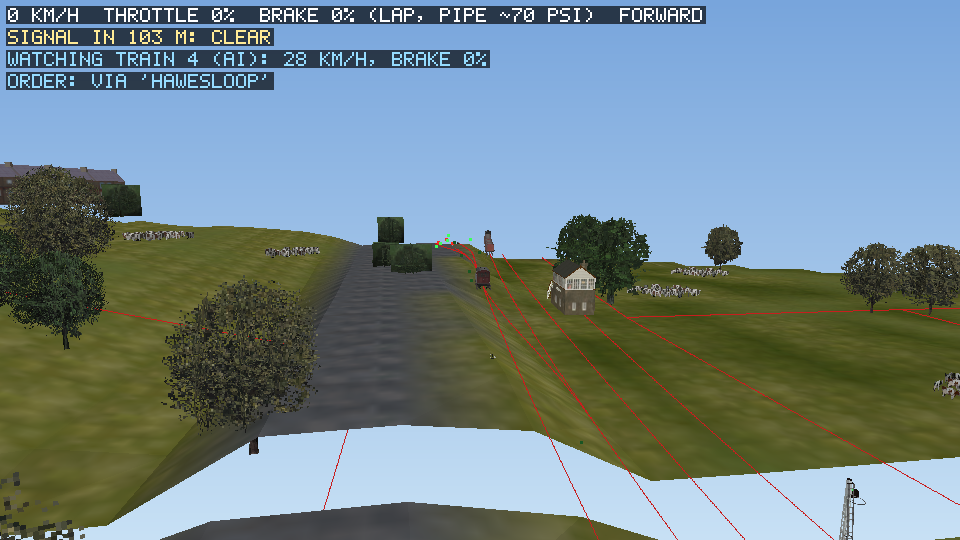 0 KM/H  THROTTLE 0%  BRAKE 0% (LAP, PIPE ~70 PSI)  FORWARD
SIGNAL IN 103 M: CLEAR
WATCHING TRAIN 4 (AI): 28 KM/H, BRAKE 0%
ORDER: VIA 'HAWESLOOP'